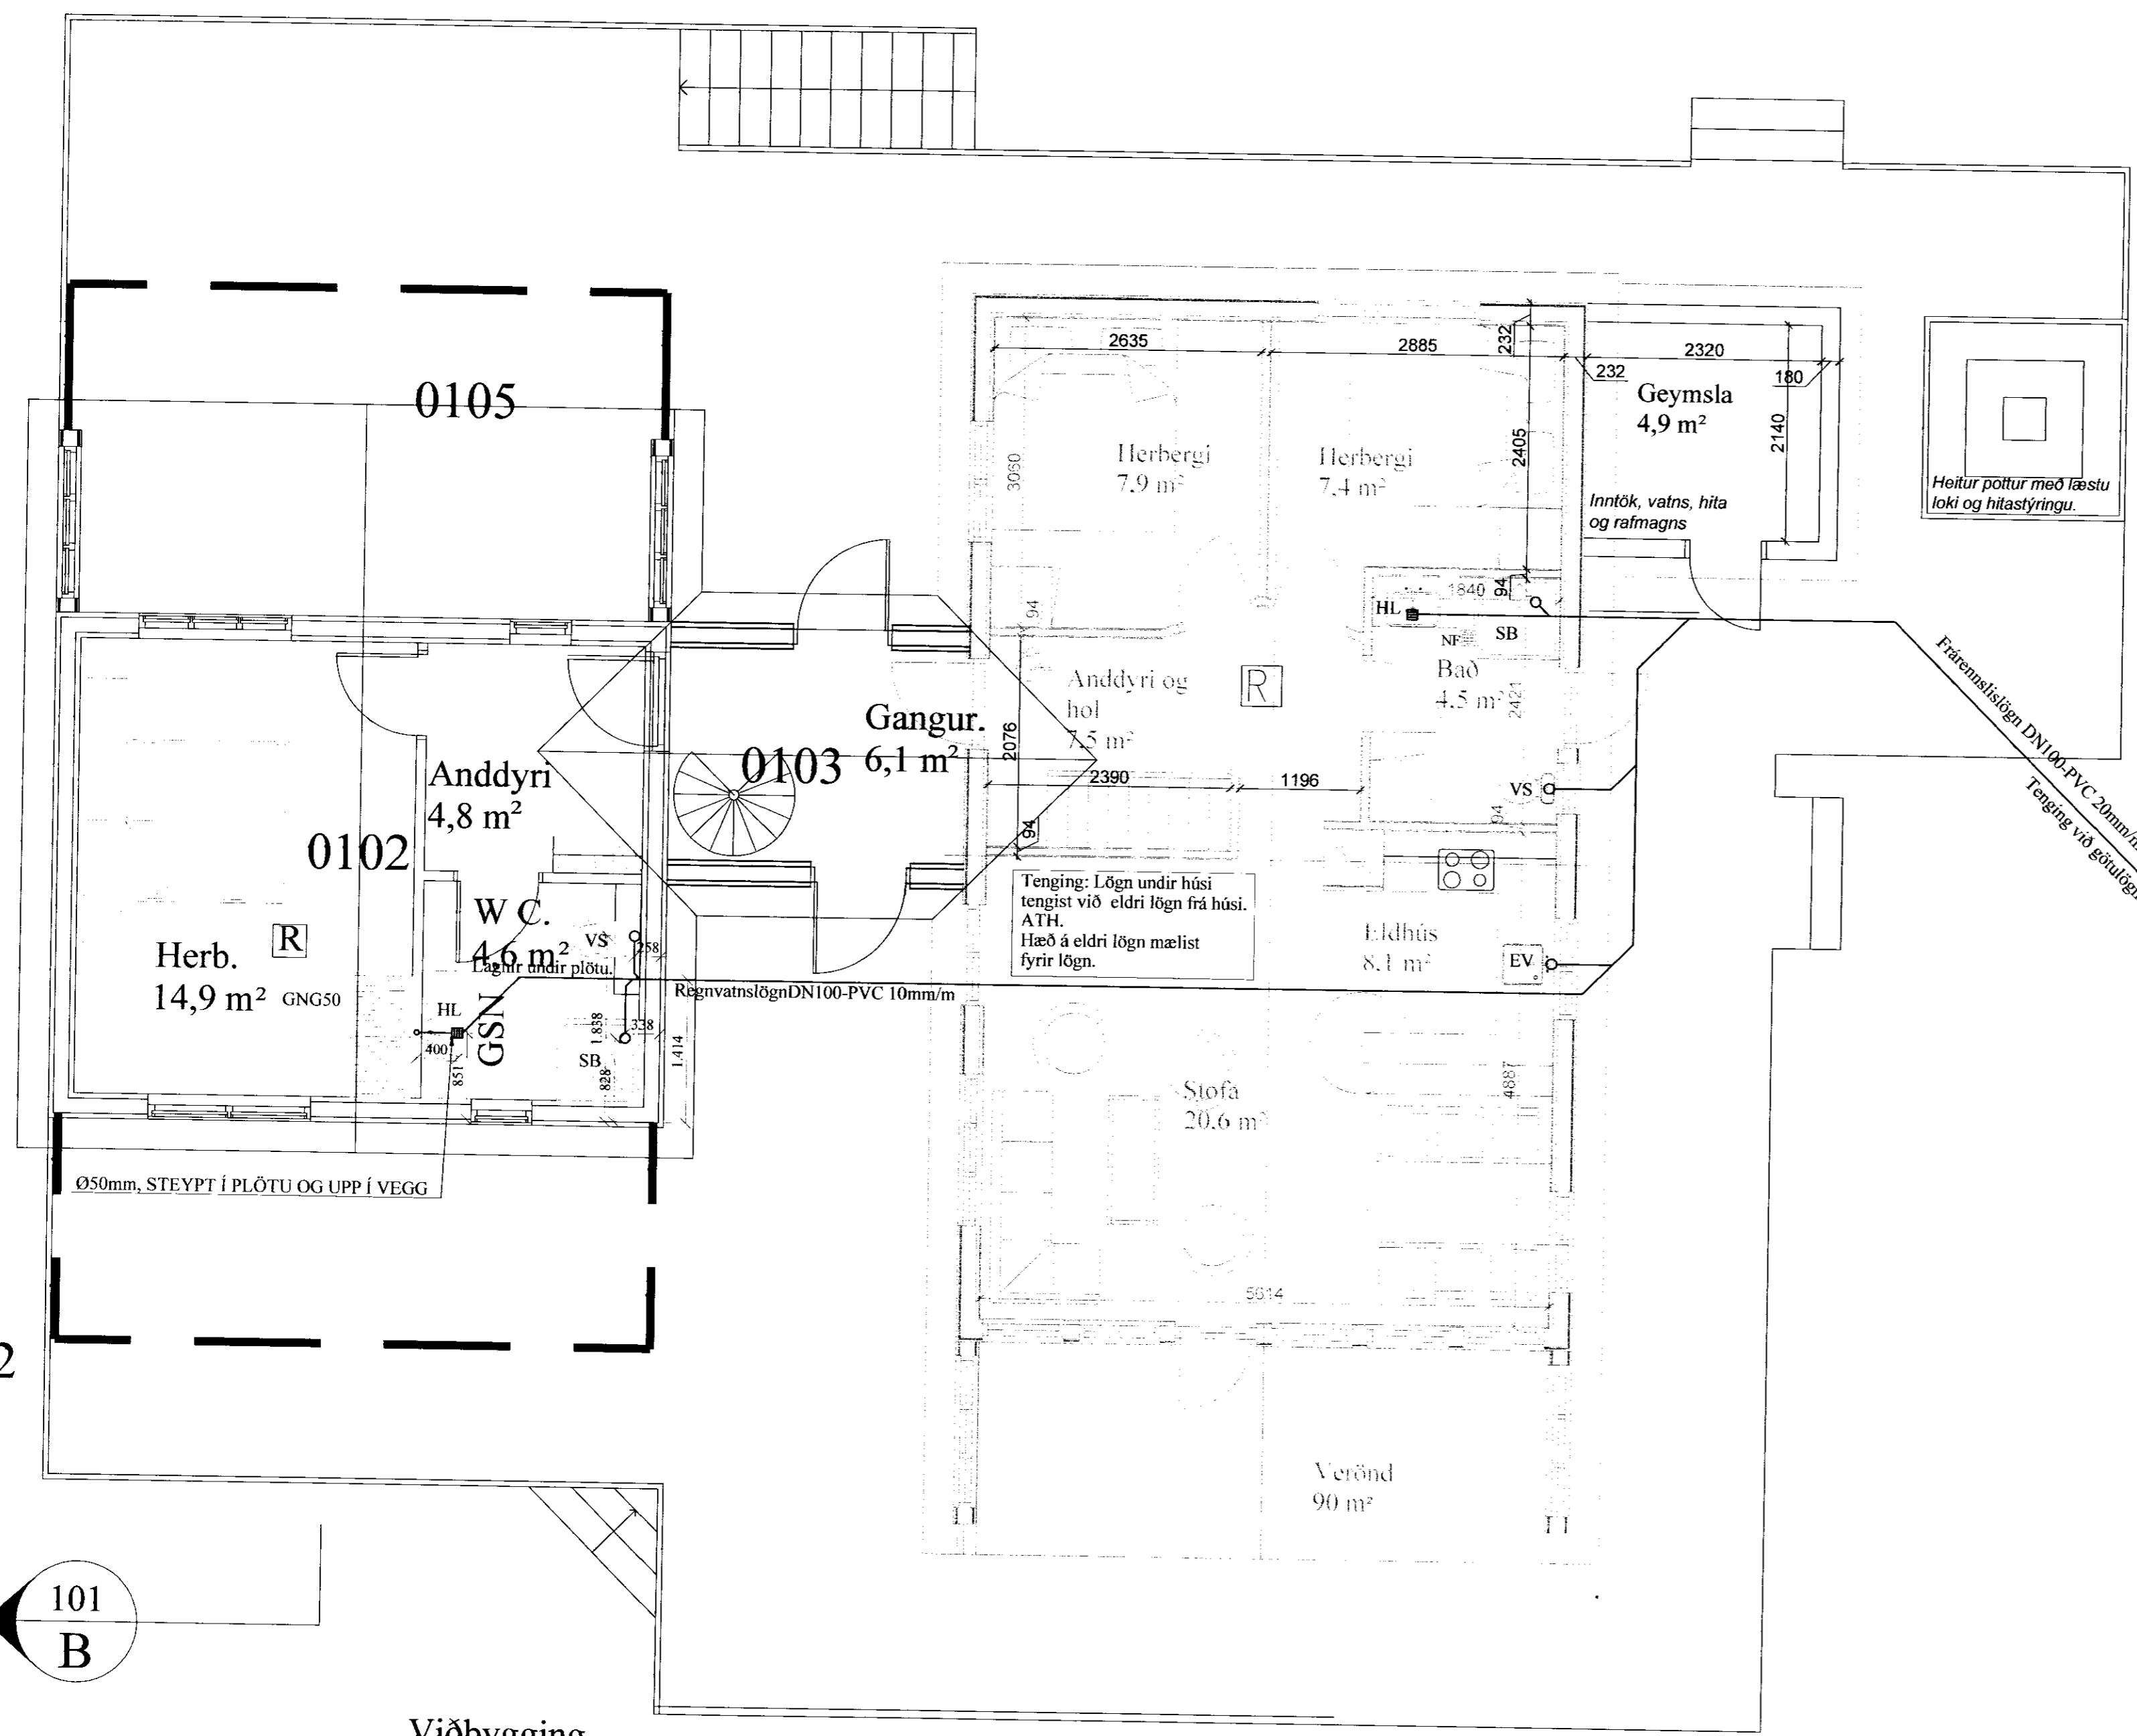 0105
2635
2885
232
2320
232
180
Geymsla
4,9 m²
2140
2405
3060
Herbergi
7.9 m²
Herbergi
7.4 m²
Inntök, vatns, hita
og rafmagns
Heitur pottur með læstu
loki og hitastýringu.
94
1840
94
HL
NF
SB
Bað
4.5 m²
2421
Anddyri og
hol
7.5 m²
R
2076
2390
1196
94
94
VS
Frárennslislögn DN100-PVC 20mm/m
Tenging við götulögn
Gangur.
6,1 m²
0103
Anddyri
4,8 m²
0102
W C.
4,6 m²
VS
258
Lagnir undir plötu.
Herb.
14,9 m²
R
GNG50
HL
GSN
400
851
1.838
338
SB
828
1.414
RegnvatnslögnDN100-PVC 10mm/m
Tenging: Lögn undir húsi
tengist við eldri lögn frá húsi.
ATH.
Hæð á eldri lögn mælist
fyrir lögn.
Eldhús
8.1 m²
EV
Stofa
20.6 m²
4887
5614
Ø50mm, STEYPT Í PLÖTU OG UPP Í VEGG
2
Verönd
90 m²
101
B
Viðbygging